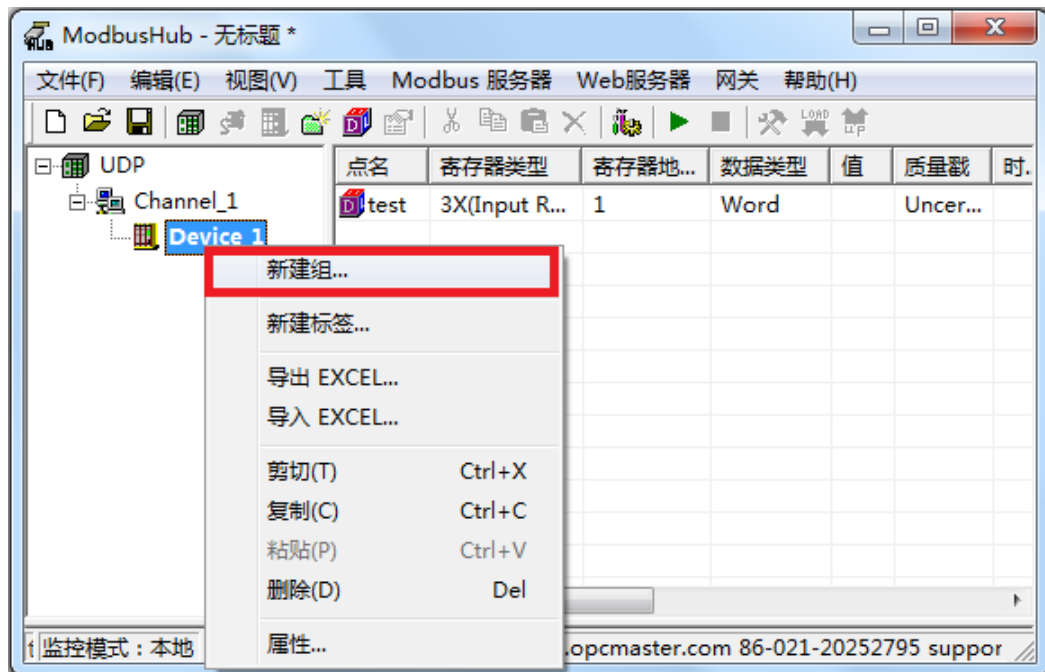 ModbusHub - 无标题 *
文件(F) 编辑(E) 视图(V) 工具 Modbus 服务器 Web服务器 网关 帮助(H)
UDP
Channel_1
Device_1
点名 寄存器类型 寄存器地... 数据类型 值 质量戳 时..
test 3X(Input R... 1 Word Uncer...
新建组...
新建标签...
导出 EXCEL...
导入 EXCEL...
剪切(T) Ctrl+X
复制(C) Ctrl+C
粘贴(P) Ctrl+V
删除(D) Del
属性...
监控模式：本地 .opcmaster.com 86-021-20252795 suppor